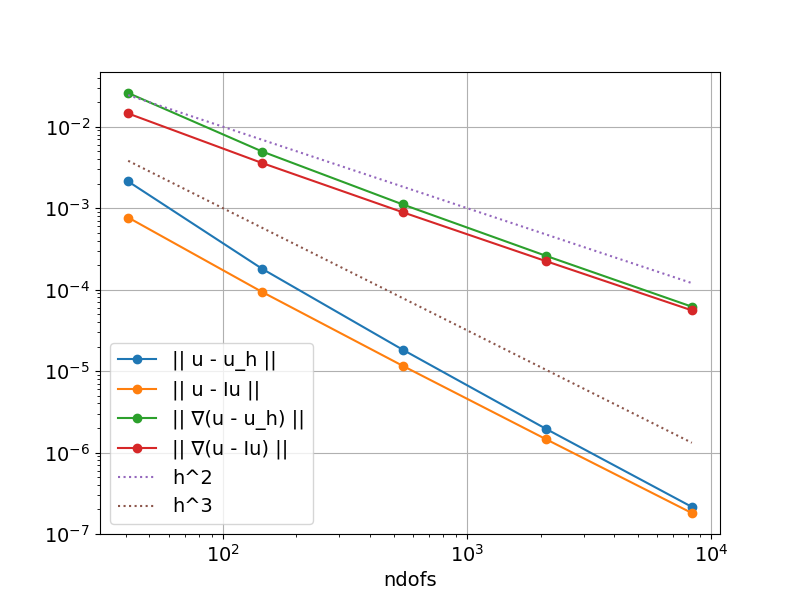 10^−2
10^−3
10^−4
10^−5
10^−6
10^−7
|| u - u_h ||
|| u - Iu ||
|| ∇(u - u_h) ||
|| ∇(u - Iu) ||
h^2
h^3
10^2
10^3
10^4
ndofs